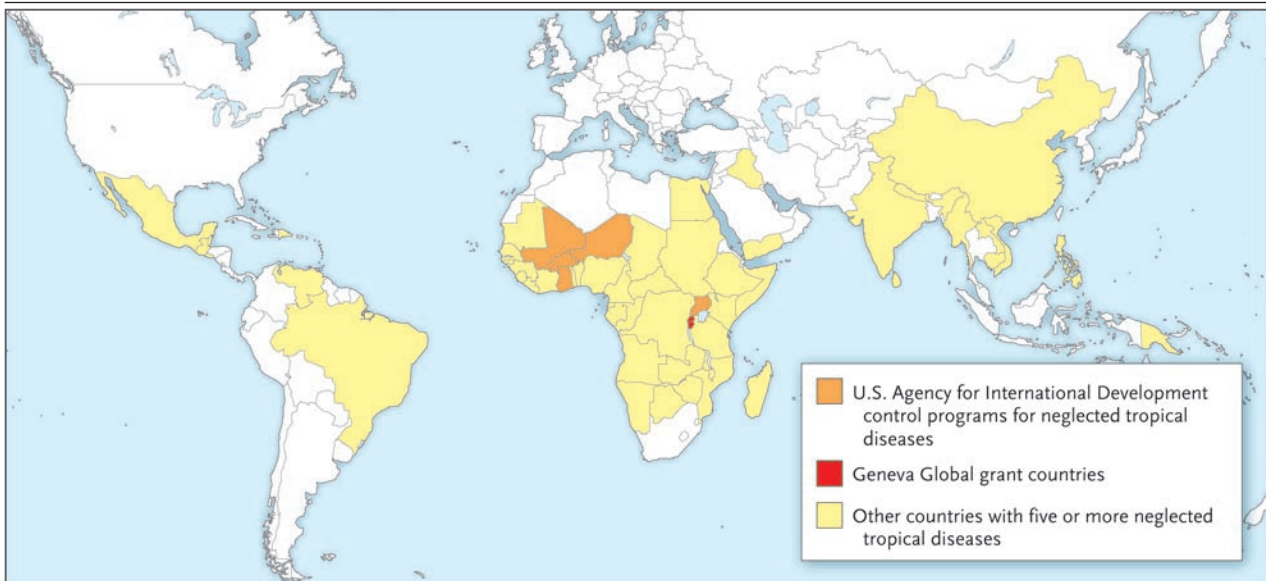 U.S. Agency for International Development
control programs for neglected tropical
diseases
Geneva Global grant countries
Other countries with five or more neglected
tropical diseases